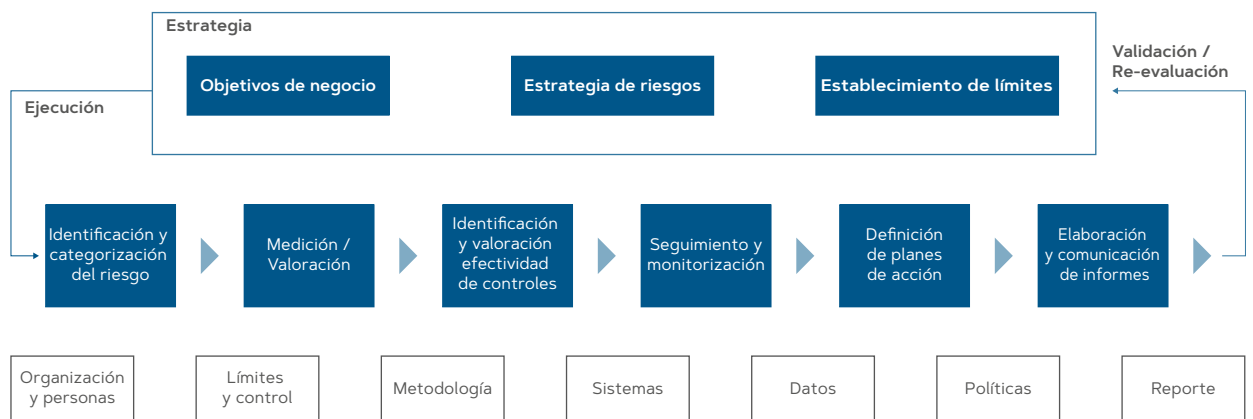 Estrategia
Objetivos de negocio
Estrategia de riesgos
Establecimiento de límites
Validación /
Re-evaluación
Ejecución
Identificación y
categorización
del riesgo
Medición /
Valoración
Identificación
y valoración
efectividad
de controles
Seguimiento y
monitorización
Definición
de planes
de acción
Elaboración
y comunicación
de informes
Organización
y personas
Límites
y control
Metodología
Sistemas
Datos
Políticas
Reporte